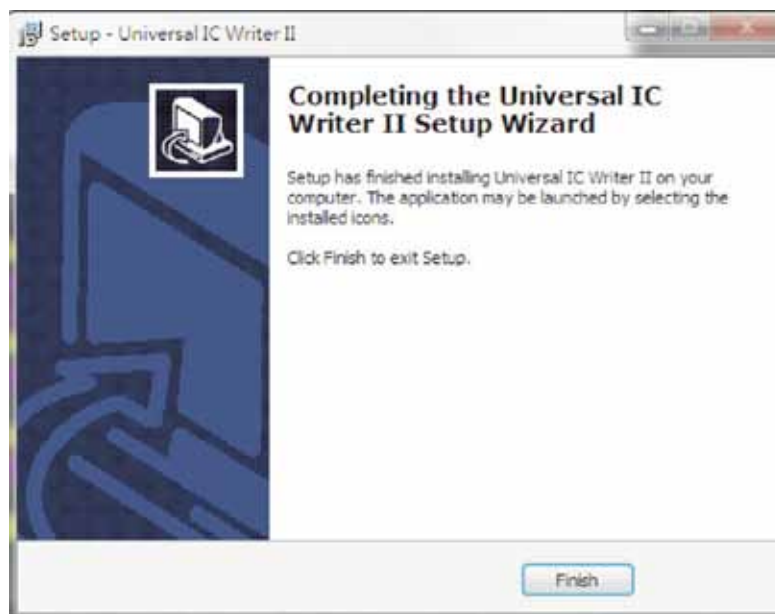 Setup - Universal IC Writer II
Completing the Universal IC
Writer II Setup Wizard
Setup has finished installing Universal IC Writer II on your
computer. The application may be launched by selecting the
installed icons.
Click Finish to exit Setup.
Finish